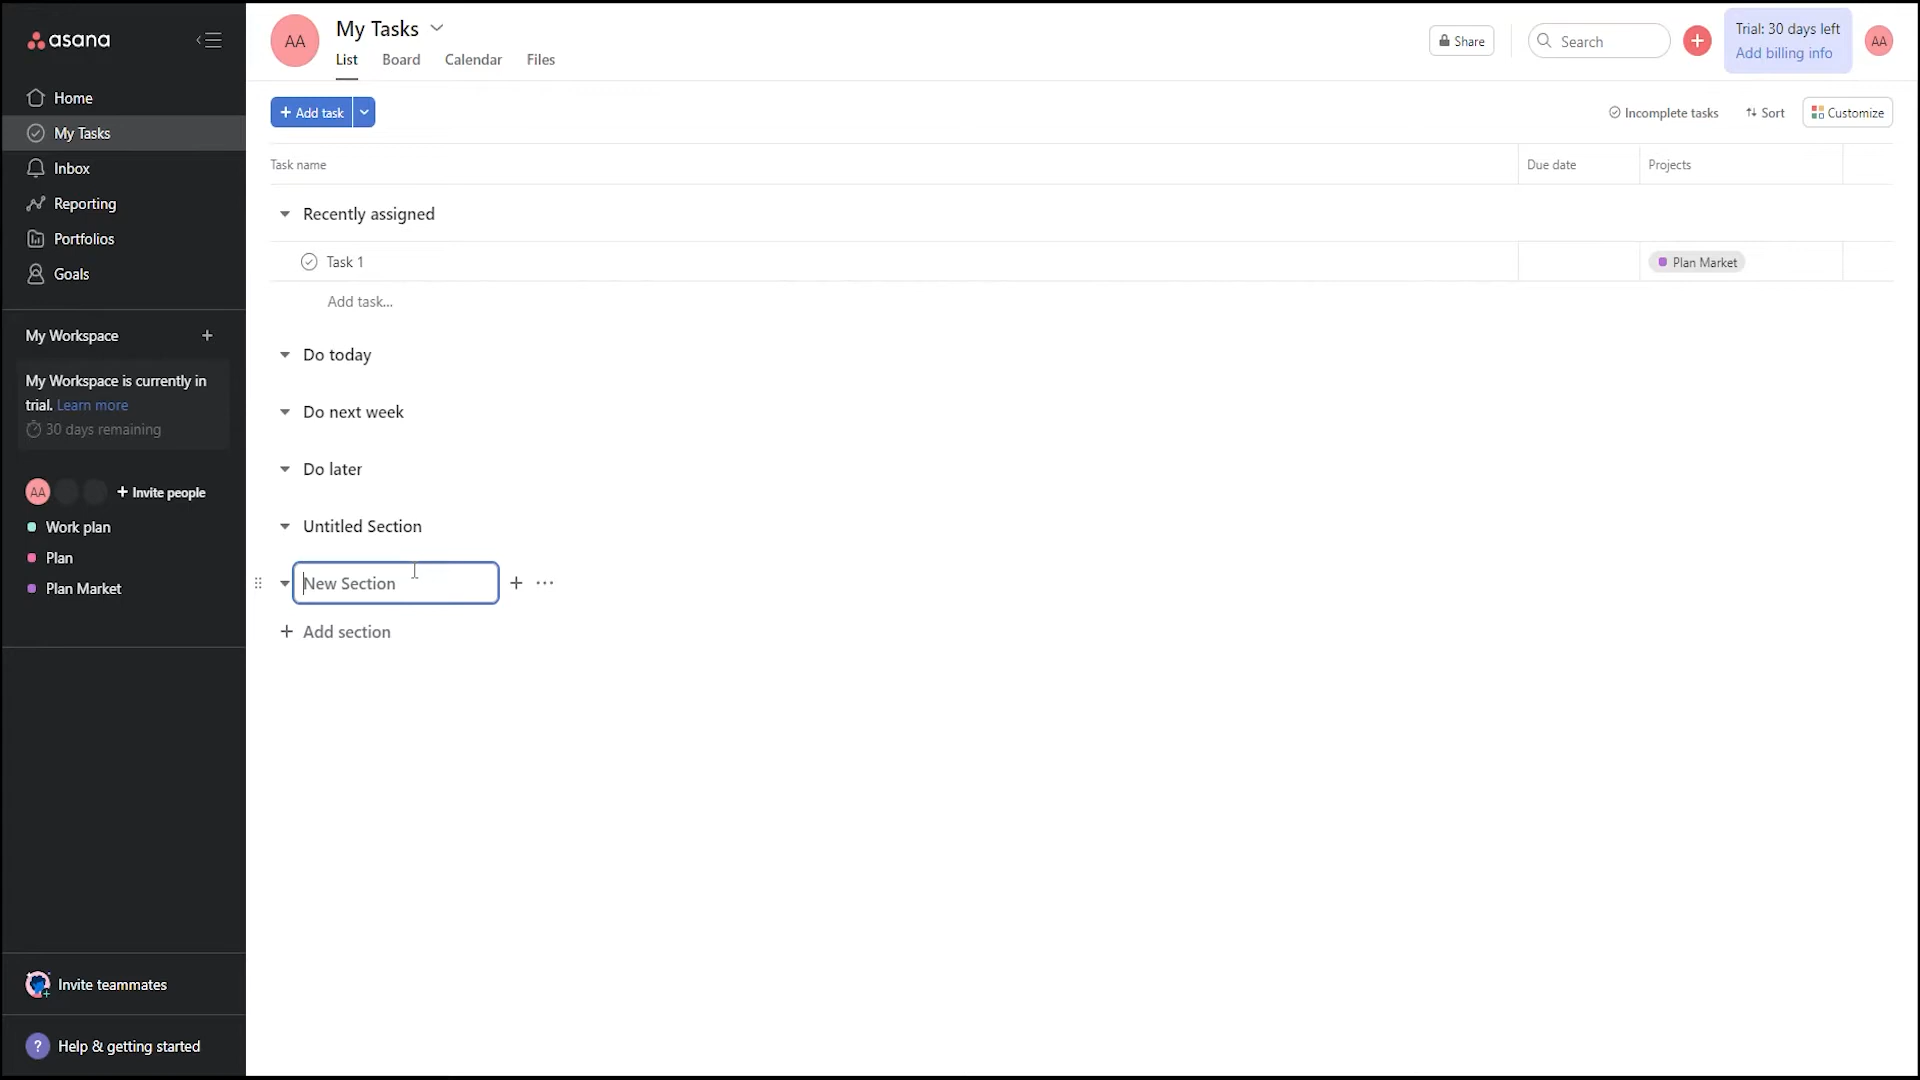 asana
Home
My Tasks
Inbox
Reporting
Portfolios
Goals
My Workspace
My Workspace is currently in
trial. Learn more
30 days remaining
AA
Invite people
Work plan
Plan
Plan Market
Invite teammates
? Help & getting started
AA
My Tasks
List Board Calendar Files
Share
Search
Trial: 30 days left
Add billing info
AA
+ Add task
Incomplete tasks
Sort
Customize
Task name Due date Projects
Recently assigned
Task 1 Plan Market
Add task...
Do today
Do next week
Do later
Untitled Section
New Section
+ Add section